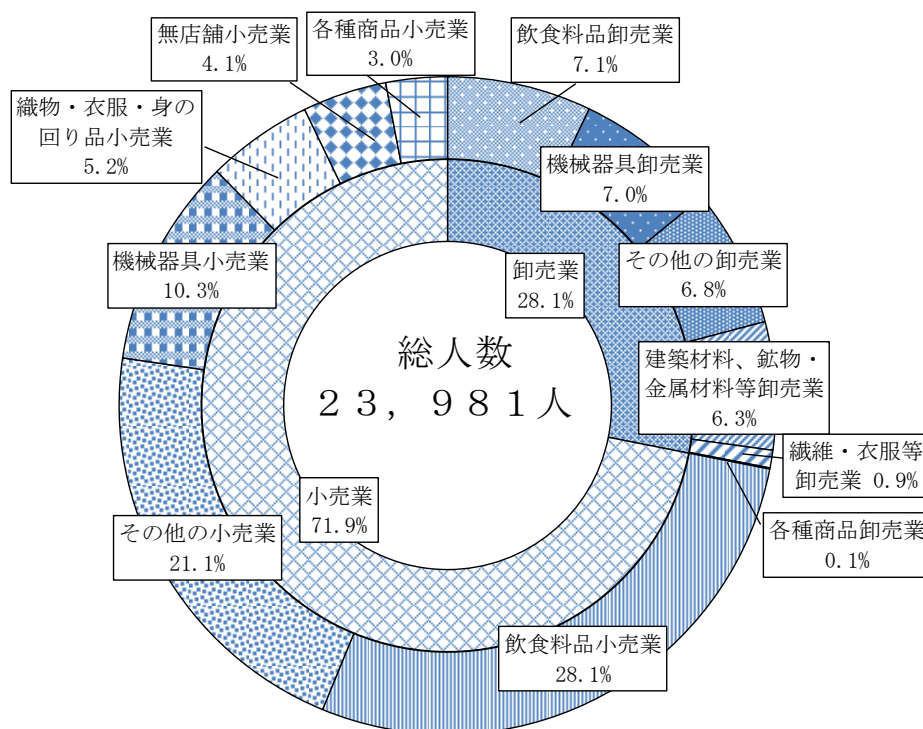 無店舗小売業
4.1%
各種商品小売業
3.0%
飲食料品卸売業
7.1%
織物・衣服・身の
回り品小売業
5.2%
機械器具卸売業
7.0%
機械器具小売業
10.3%
卸売業
28.1%
その他の卸売業
6.8%
総人数
23,981人
建築材料、鉱物・
金属材料等卸売業
6.3%
繊維・衣服等
卸売業 0.9%
小売業
71.9%
その他の小売業
21.1%
各種商品卸売業
0.1%
飲食料品小売業
28.1%